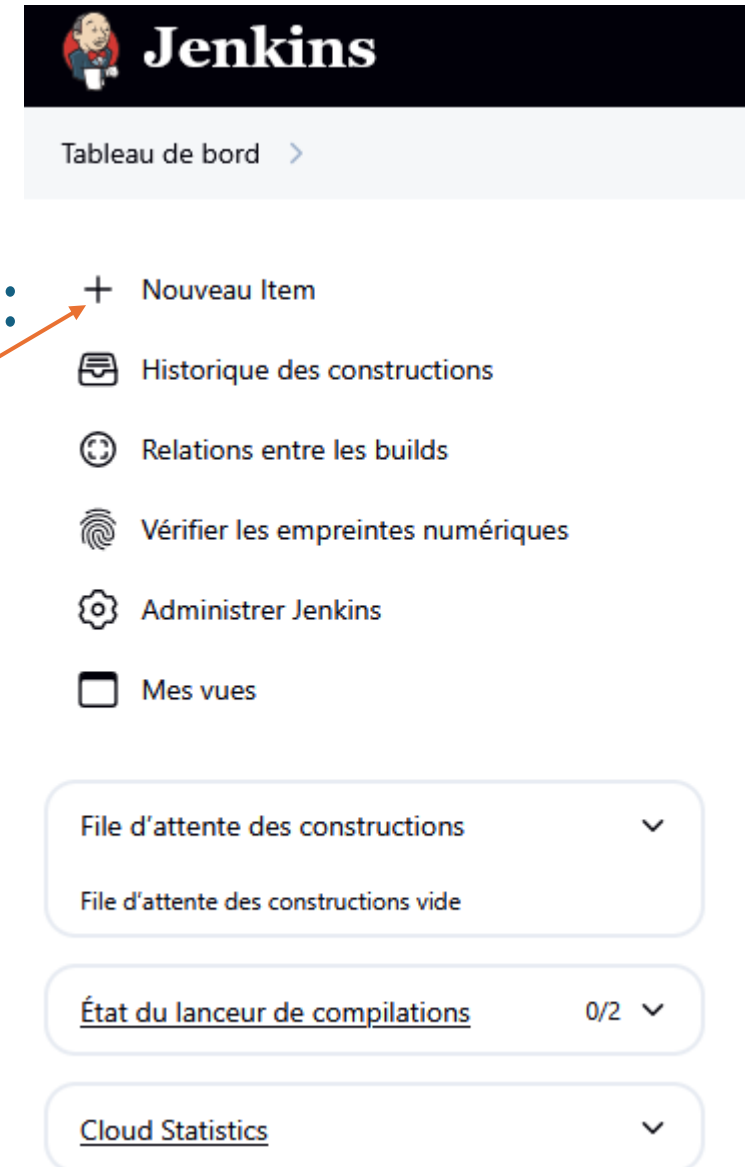 Jenkins
Tableau de bord
Nouveau Item
Historique des constructions
Relations entre les builds
Vérifier les empreintes numériques
Administrer Jenkins
Mes vues
File d'attente des constructions
File d'attente des constructions vide
État du lanceur de compilations 0/2
Cloud Statistics